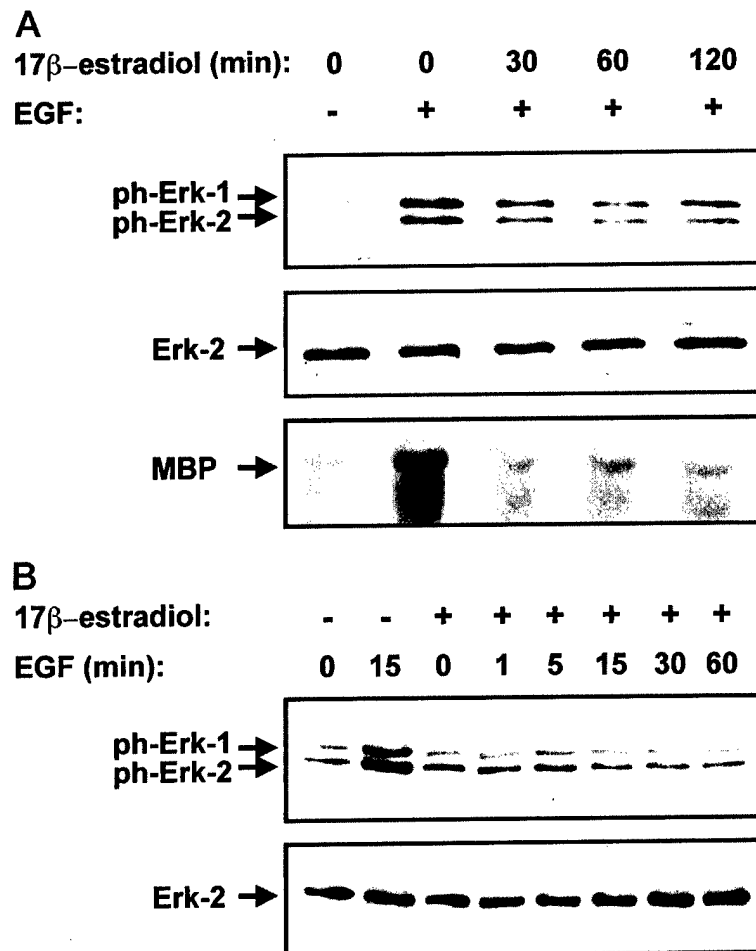 A
17β–estradiol (min): 0 0 30 60 120
EGF: - + + + +
ph-Erk-1
ph-Erk-2
Erk-2
MBP
B
17β–estradiol: - - + + + + + +
EGF (min): 0 15 0 1 5 15 30 60
ph-Erk-1
ph-Erk-2
Erk-2